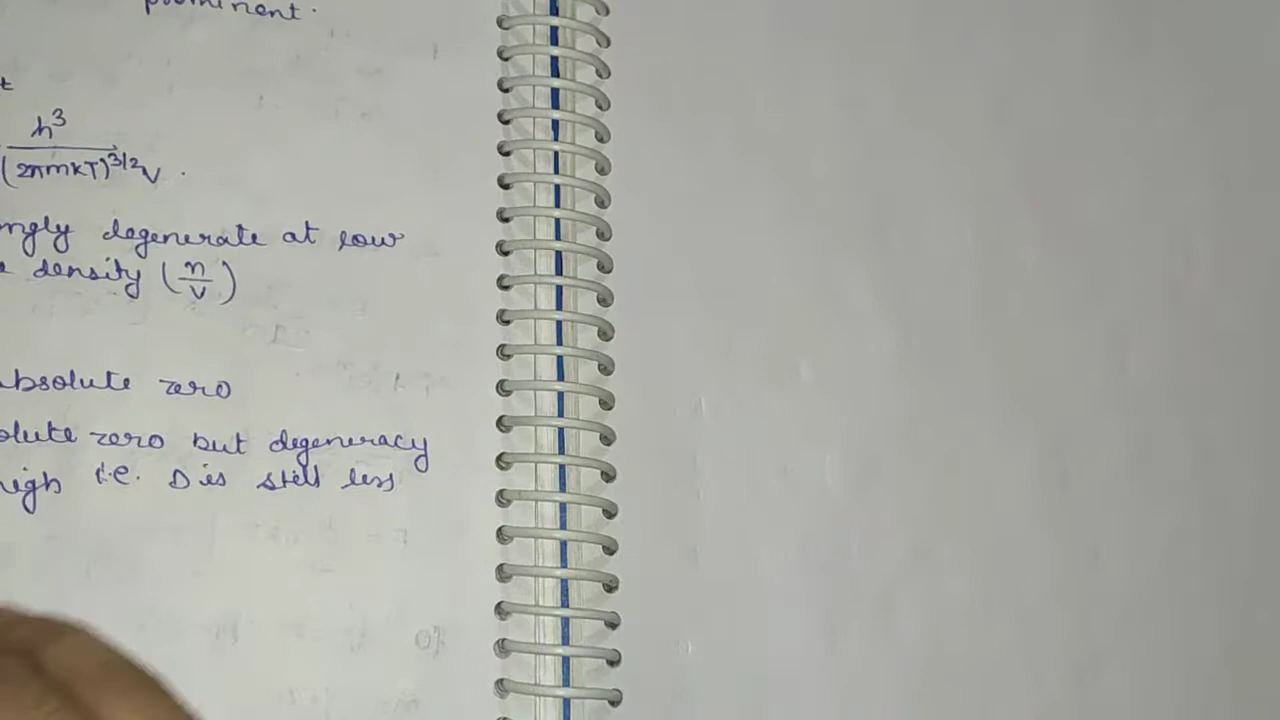 prominent.
t
h³
(2πmkT)^3/2 V .
ngly degenerate at low
density (n/V)
bsolute zero
olute zero but degeneracy
igh i.e. D is still less